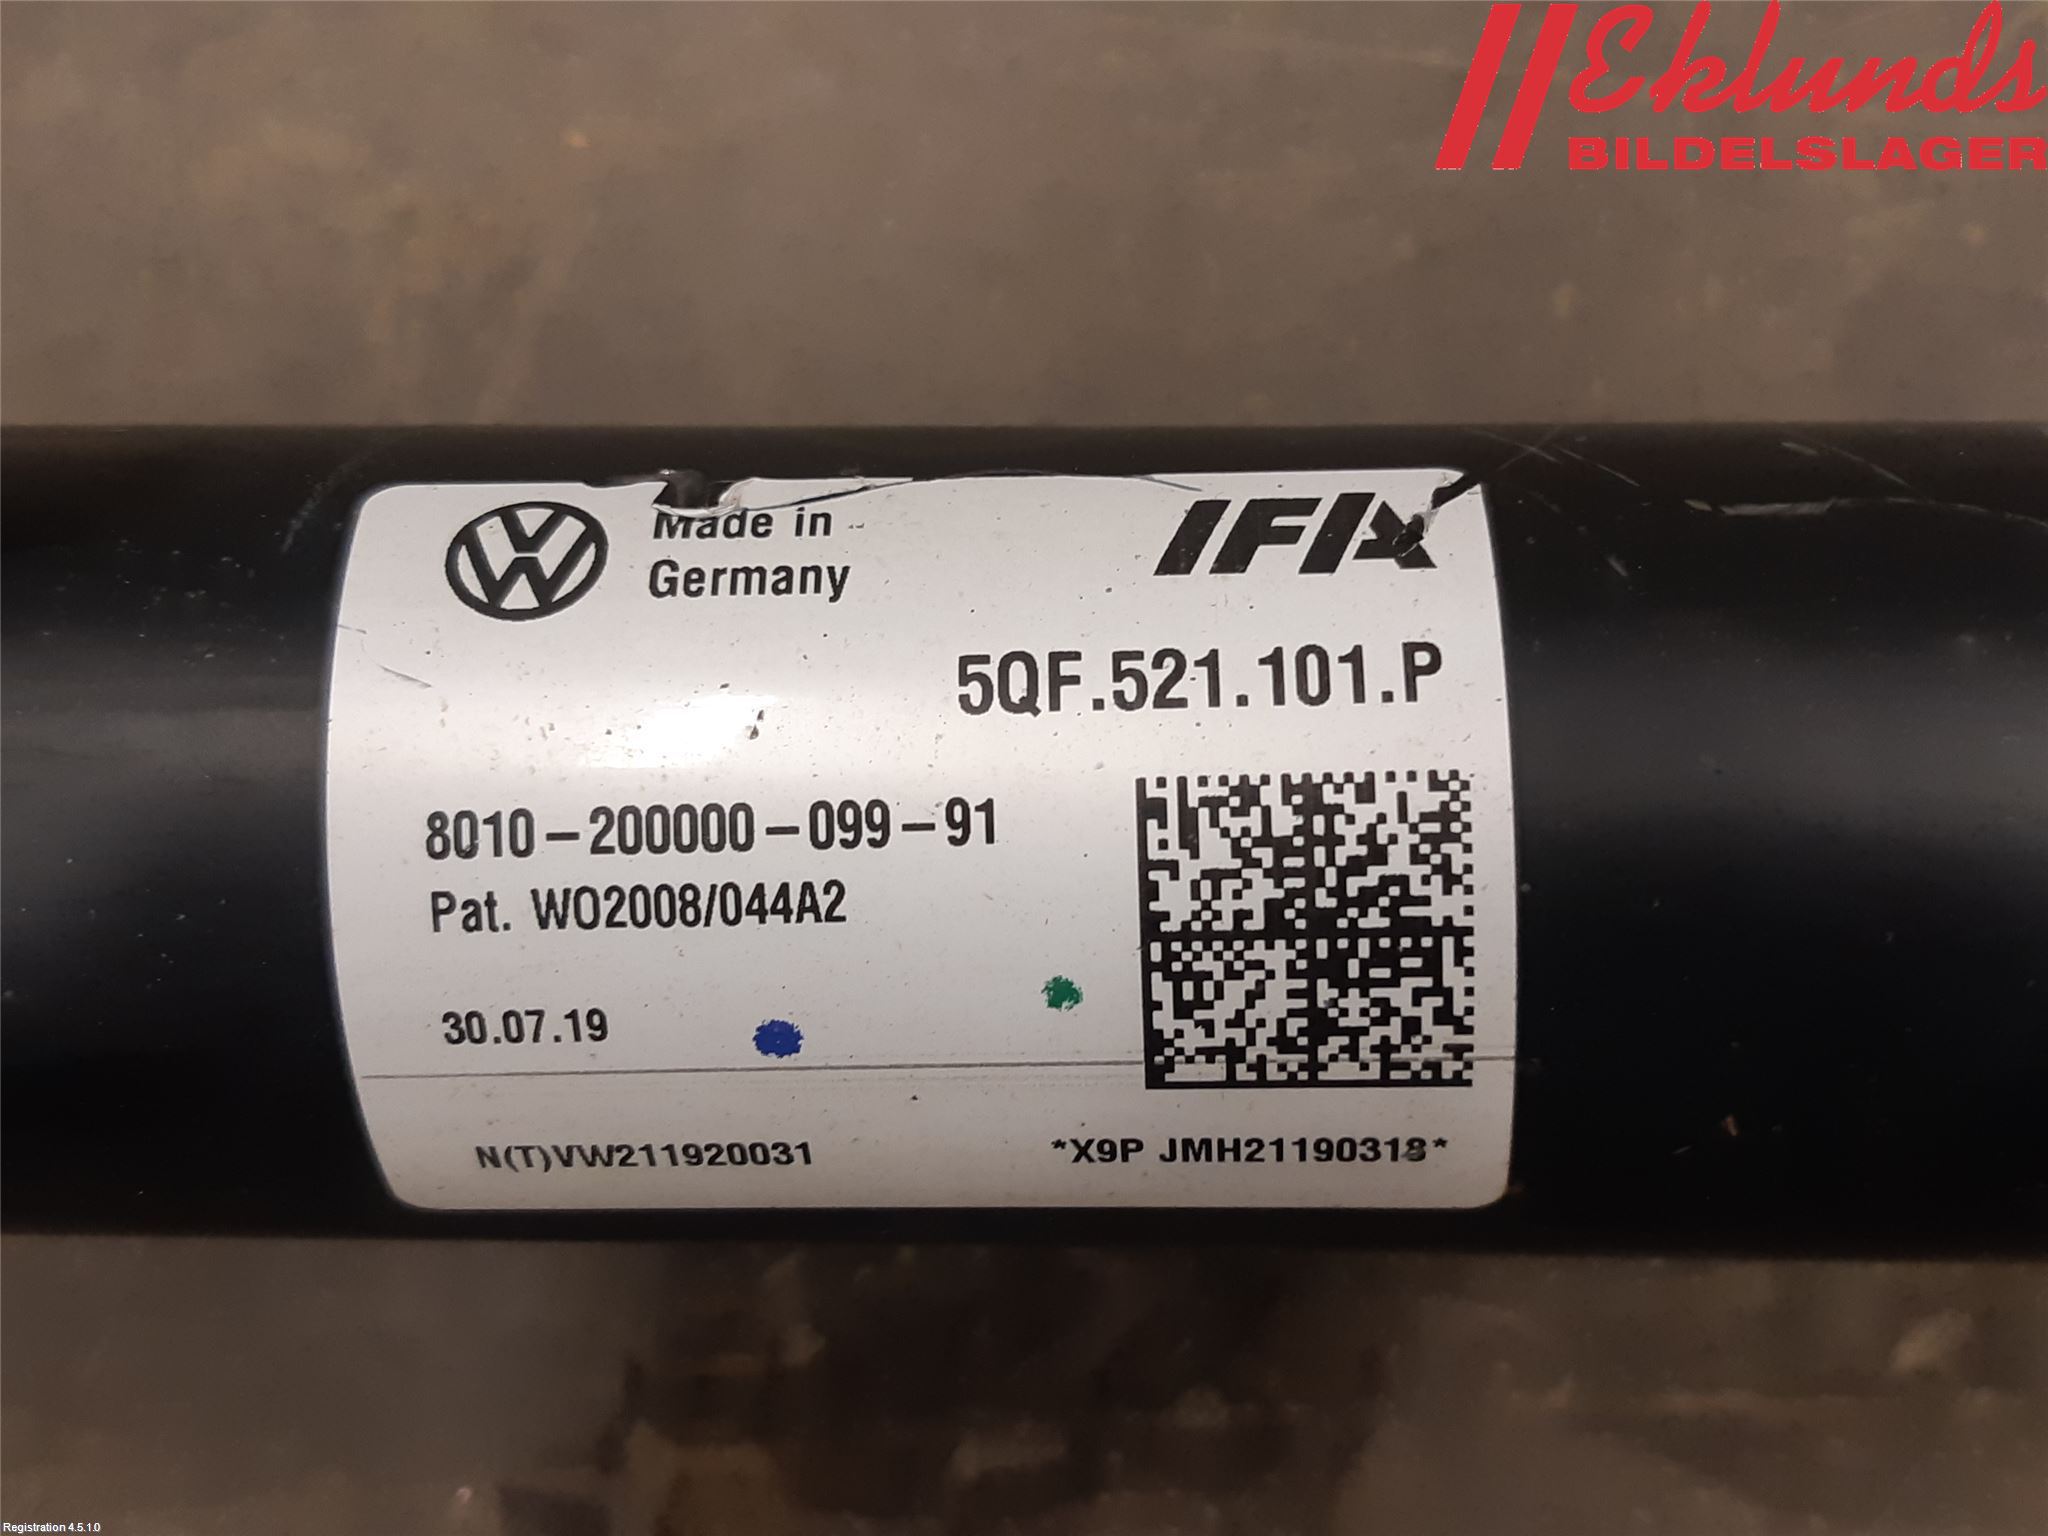 Eklunds
BILDELSLAGER
Made in
Germany
IFA
5QF.521.101.P
8010-200000-099-91
Pat. WO2008/044A2
30.07.19
N(T)VW211920031
*X9P JMH21190318*
Registration 4.5.1.0